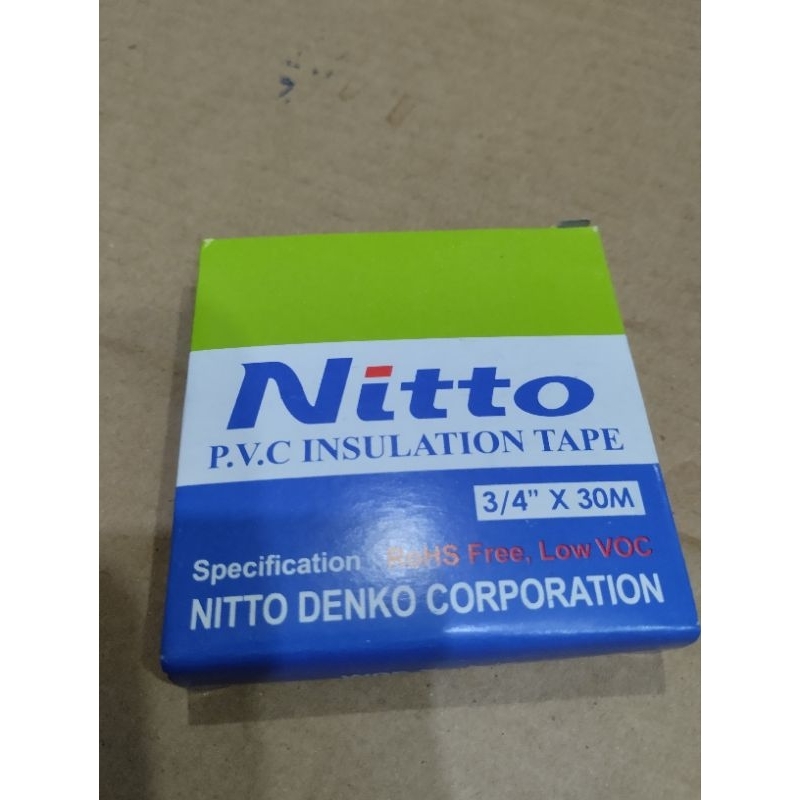 Nitto
P.V.C INSULATION TAPE
3/4" X 30M
Specification RoHS Free, Low VOC
NITTO DENKO CORPORATION